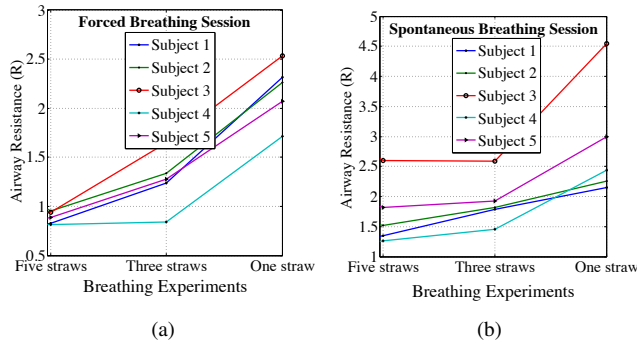 Forced Breathing Session
Subject 1
Subject 2
Subject 3
Subject 4
Subject 5
Airway Resistance (R)
3
2.5
2
1.5
1
0.5
Five straws Three straws One straw
Breathing Experiments
(a)
Spontaneous Breathing Session
Subject 1
Subject 2
Subject 3
Subject 4
Subject 5
Airway Resistance (R)
5
4.5
4
3.5
3
2.5
2
1.5
1
Five straws Three straws One straw
Breathing Experiments
(b)